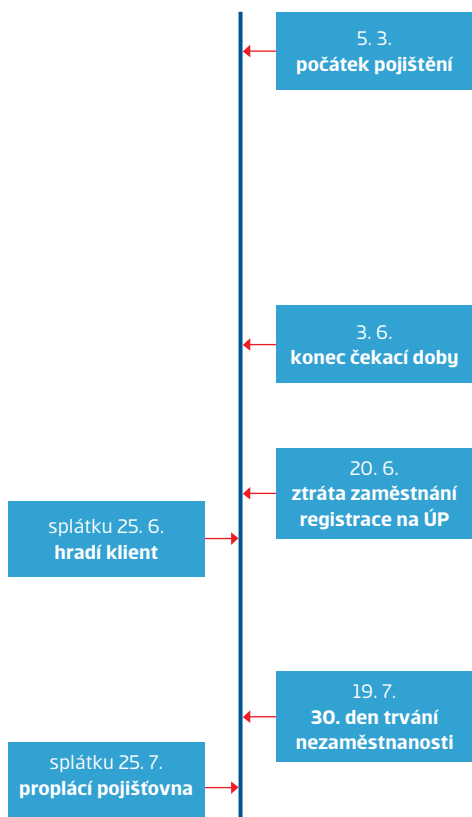 5. 3.
počátek pojištění
3. 6.
konec čekací doby
20. 6.
ztráta zaměstnání
registrace na ÚP
splátku 25. 6.
hradí klient
19. 7.
30. den trvání
nezaměstnanosti
splátku 25. 7.
proplácí pojišťovna